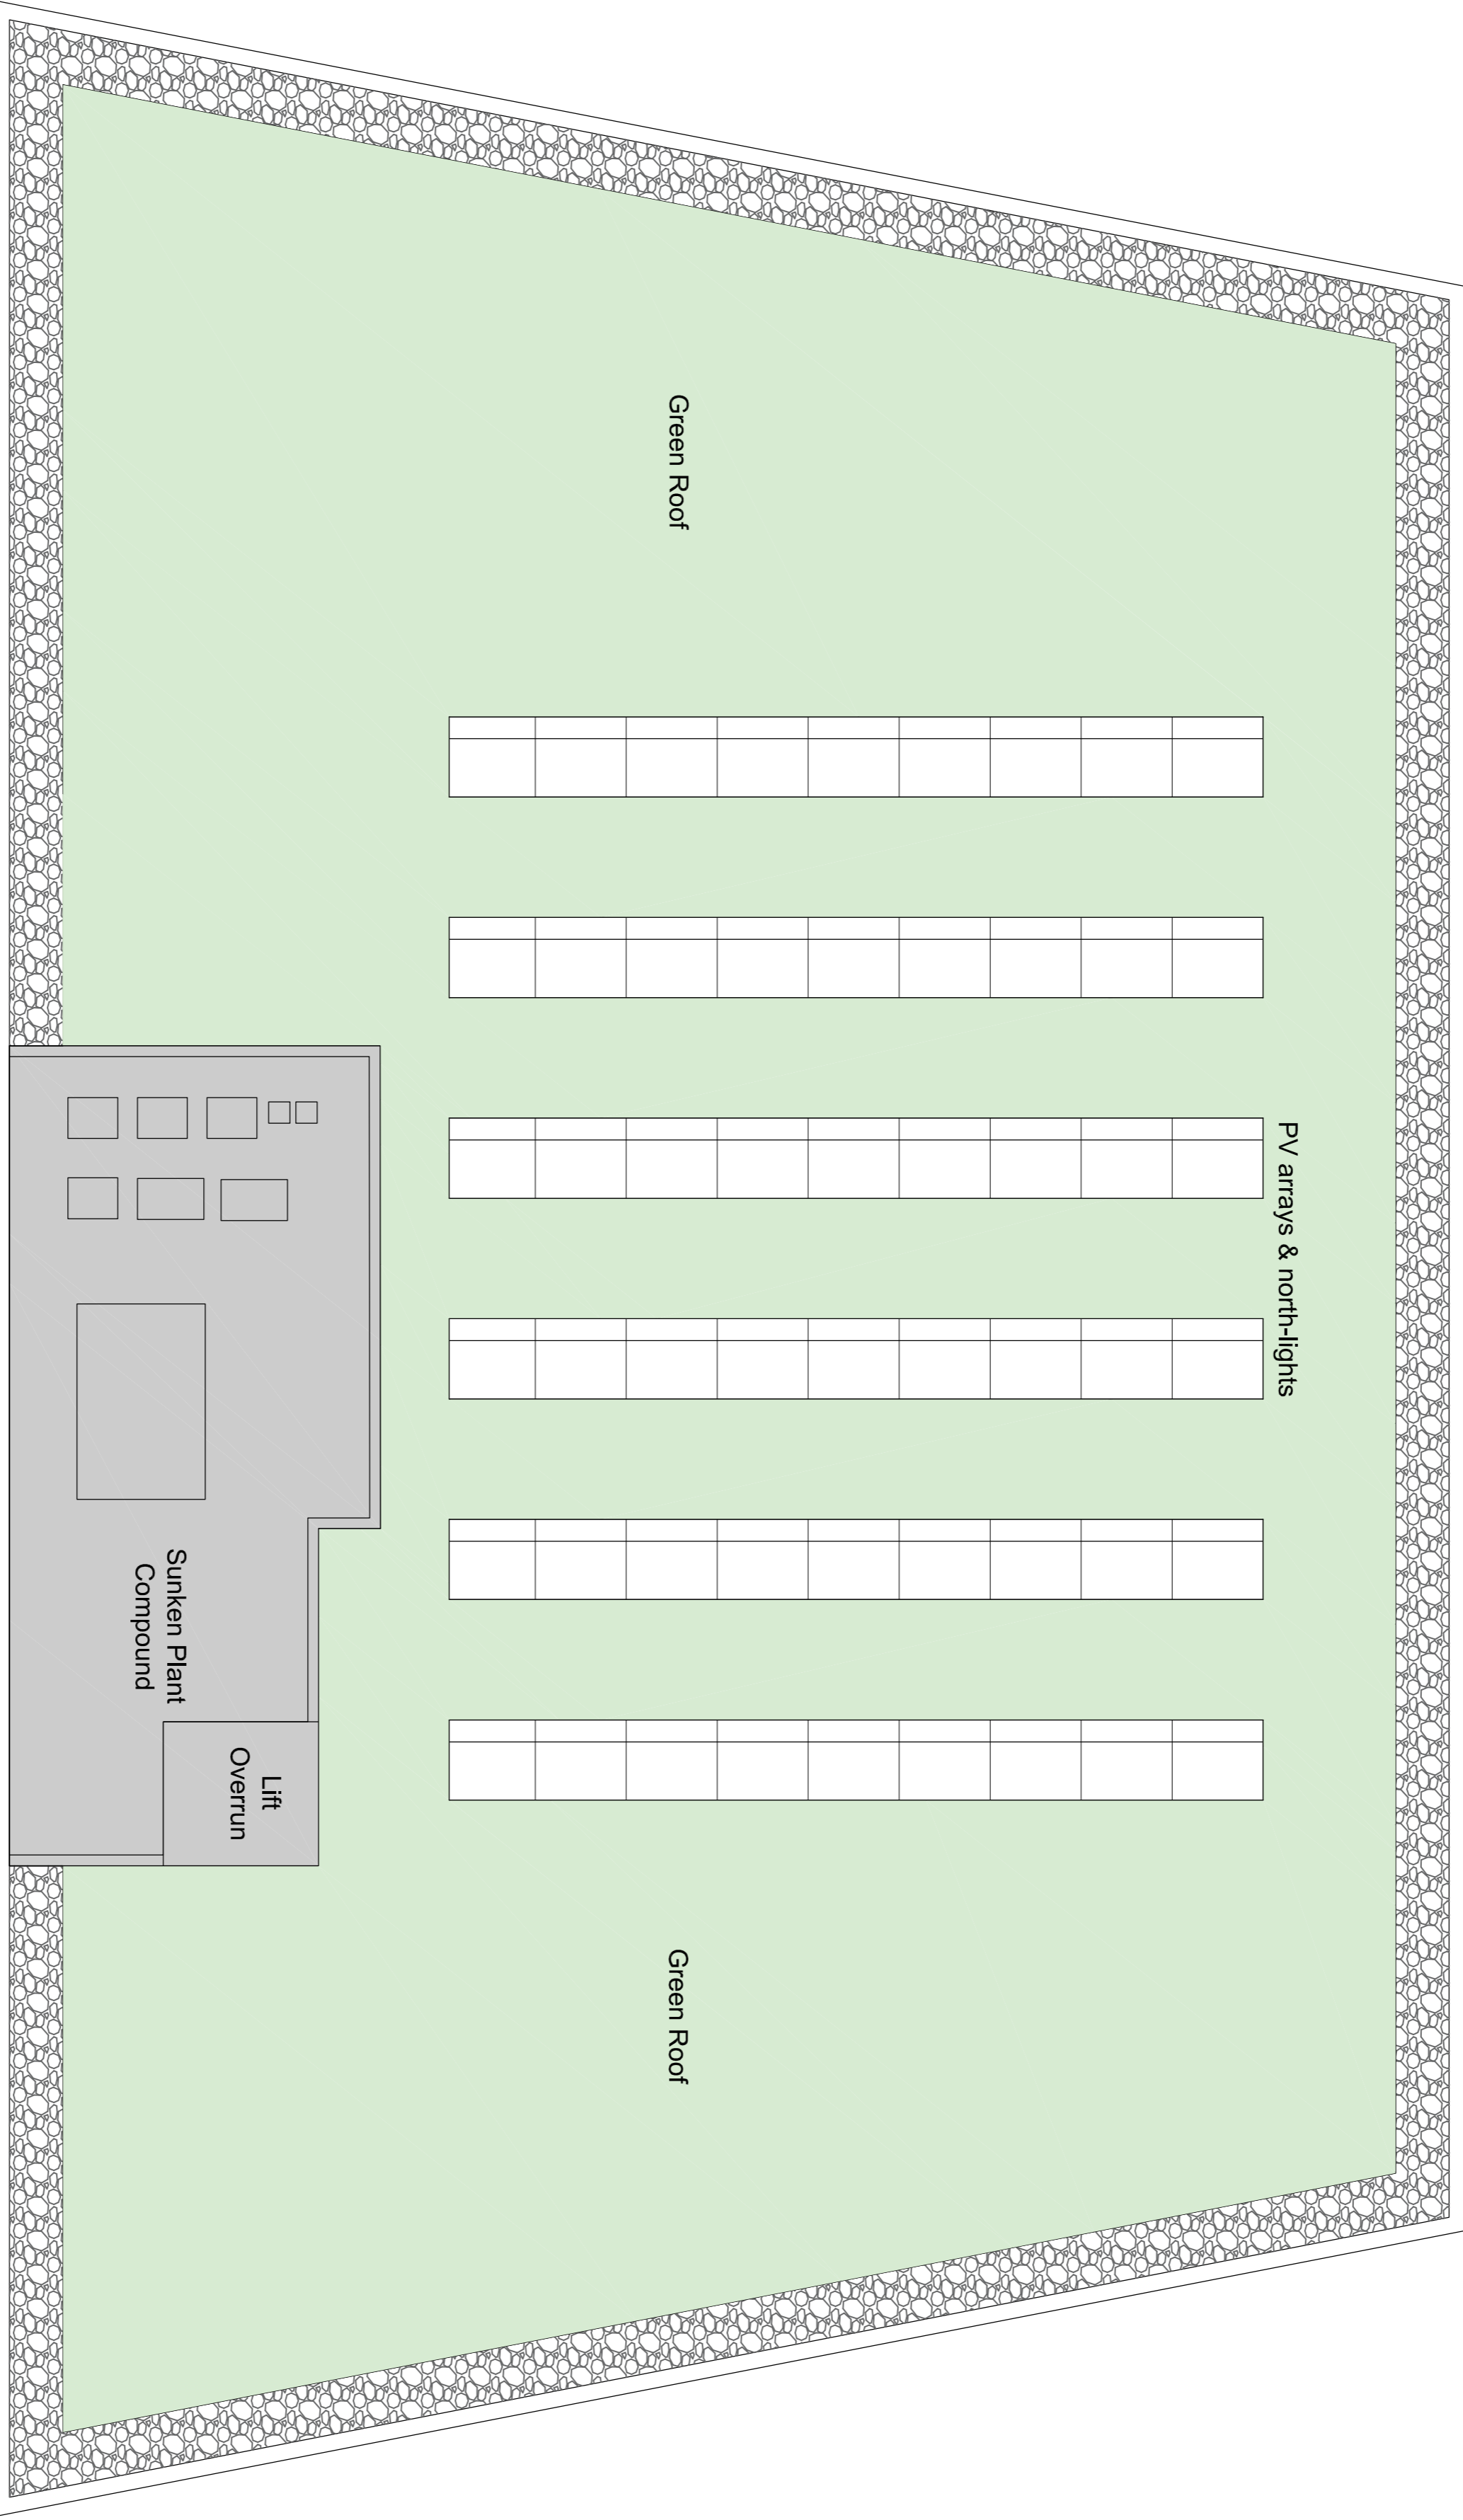 Green Roof
PV arrays & north-lights
Sunken Plant
Compound
Lift
Overrun
Green Roof